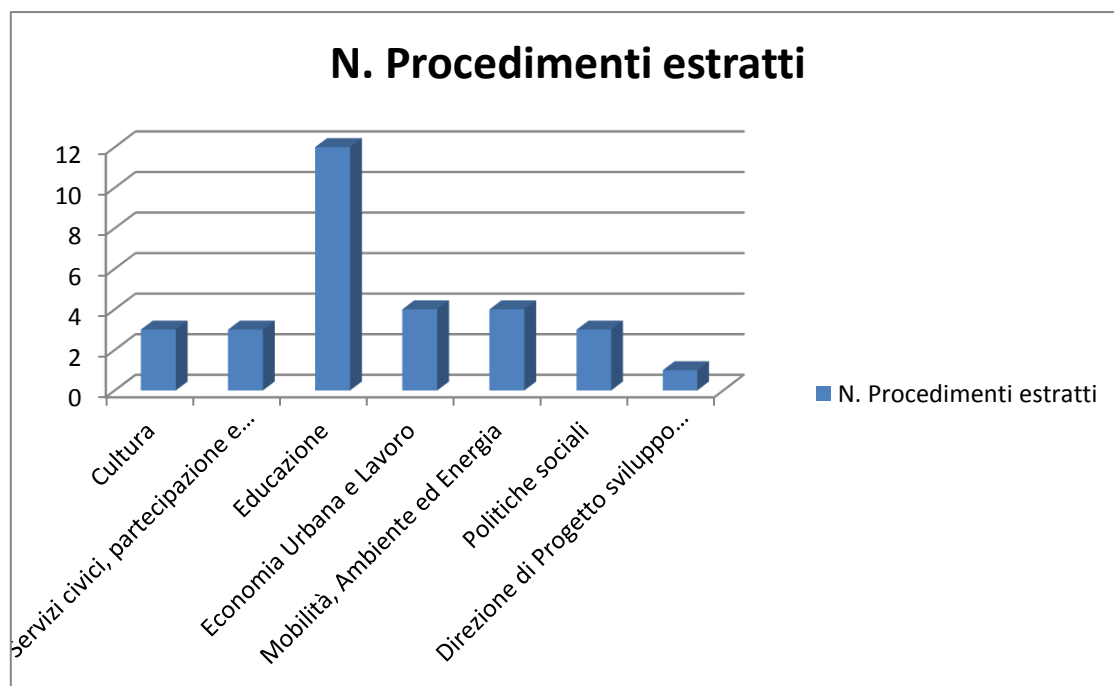 N. Procedimenti estratti
12
10
8
6
4
2
0
Cultura
Servizi civici, partecipazione e...
Educazione
Economia Urbana e Lavoro
Mobilità, Ambiente ed Energia
Politiche sociali
Direzione di Progetto sviluppo...
N. Procedimenti estratti